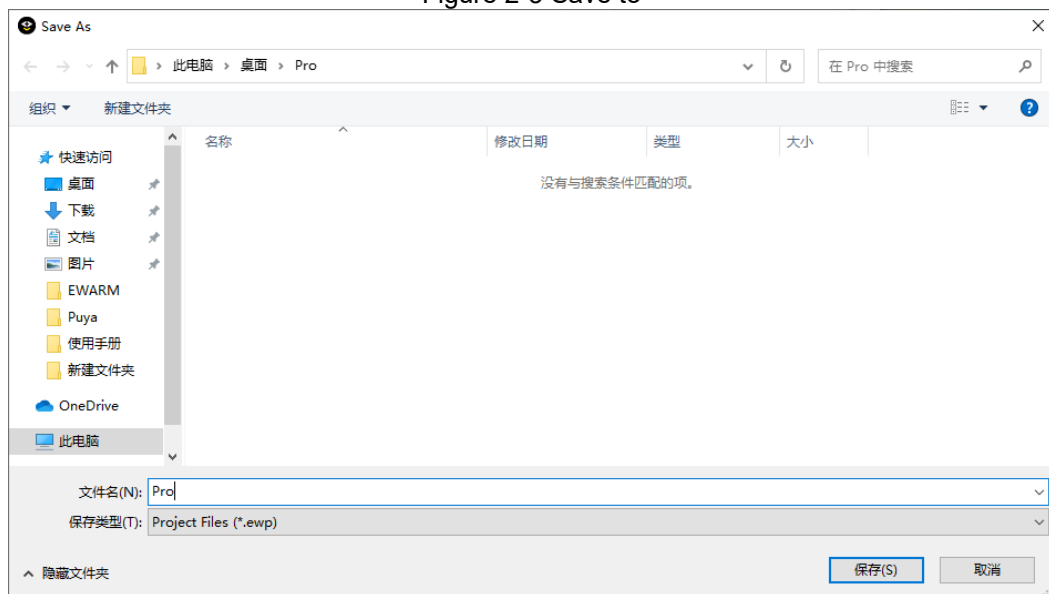 Save As
此电脑 › 桌面 › Pro
在 Pro 中搜索
组织 新建文件夹
名称 修改日期 类型 大小
没有与搜索条件匹配的项。
快速访问
桌面
下载
文档
图片
EWARM
Puya
使用手册
新建文件夹
OneDrive
此电脑
文件名(N): Pro
保存类型(T): Project Files (*.ewp)
隐藏文件夹 保存(S) 取消